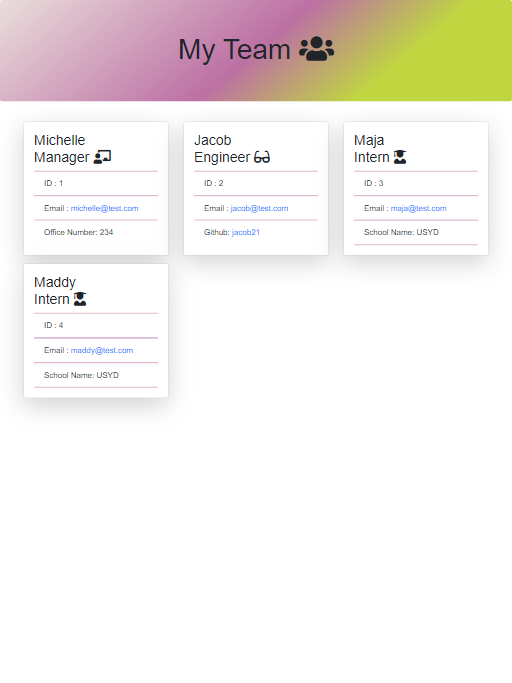 My Team
Michelle
Manager
ID : 1
Email : michelle@test.com
Office Number: 234
Jacob
Engineer
ID : 2
Email : jacob@test.com
Github: jacob21
Maja
Intern
ID : 3
Email : maja@test.com
School Name: USYD
Maddy
Intern
ID : 4
Email : maddy@test.com
School Name: USYD